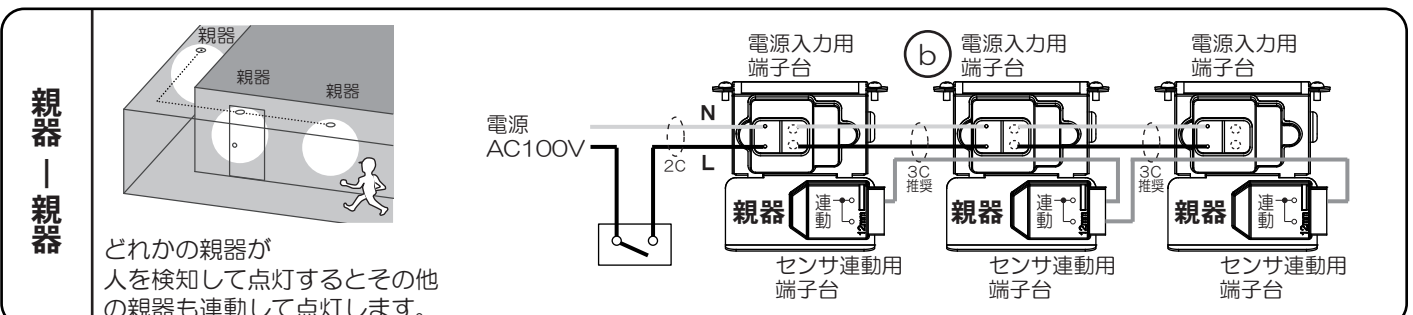 親器ー親器
親器
親器
親器
どれかの親器が
人を検知して点灯するとその他
の親器も連動して点灯します。
電源
AC100V
N
L
2C
電源入力用
端子台
親器
連動
12mm
センサ連動用
端子台
3C
推奨
b
電源入力用
端子台
親器
連動
12mm
センサ連動用
端子台
3C
推奨
電源入力用
端子台
親器
連動
12mm
センサ連動用
端子台